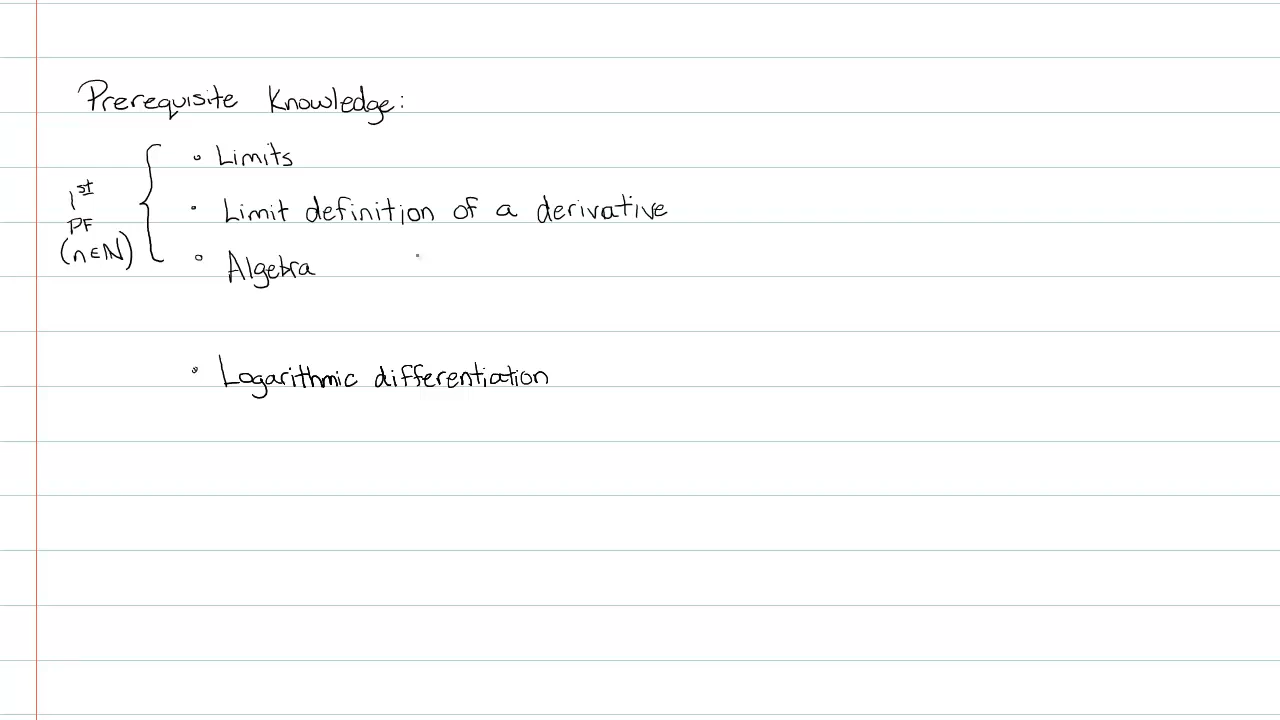 Prerequisite Knowledge:
• Limits
1st
• Limit definition of a derivative
PF
(n∈ℕ)
• Algebra
• Logarithmic differentiation